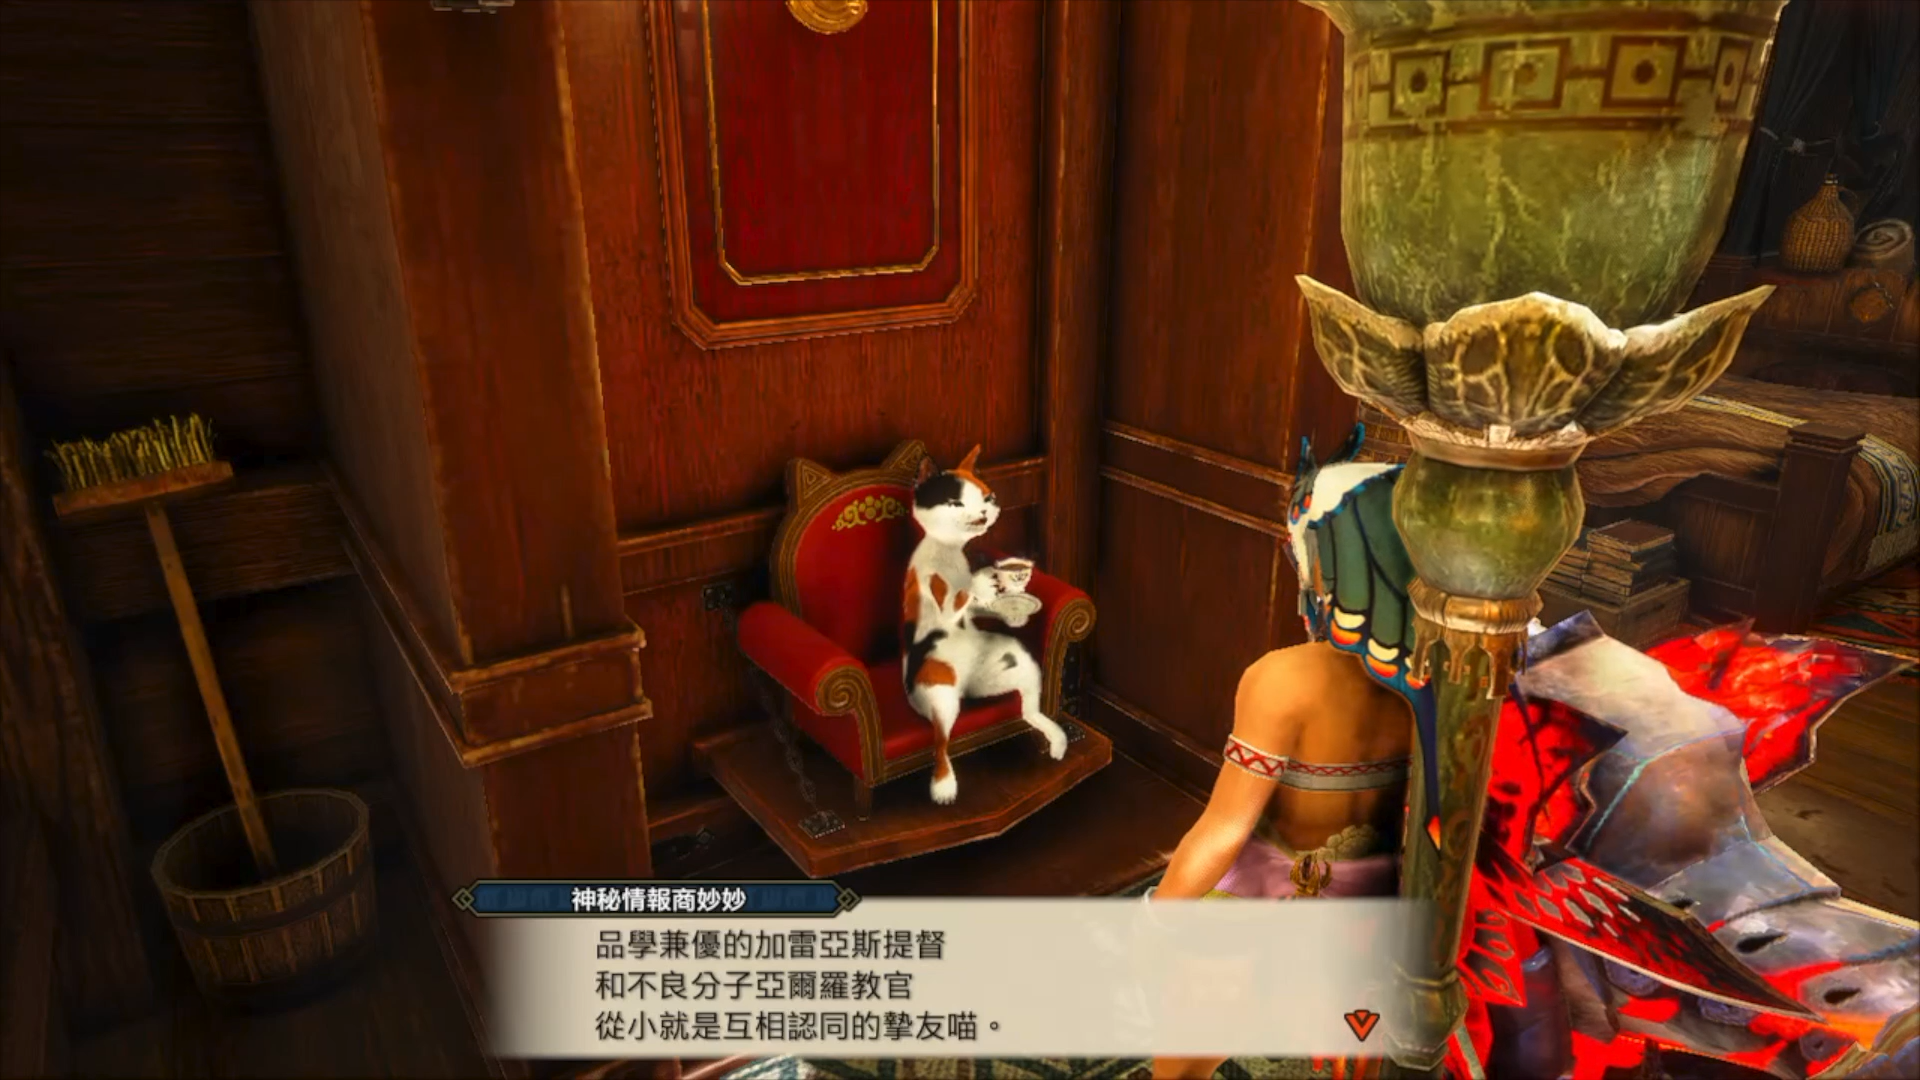 神秘情報商妙妙
品學兼優的加雷亞斯提督
和不良分子亞爾羅教官
從小就是互相認同的摯友喵。